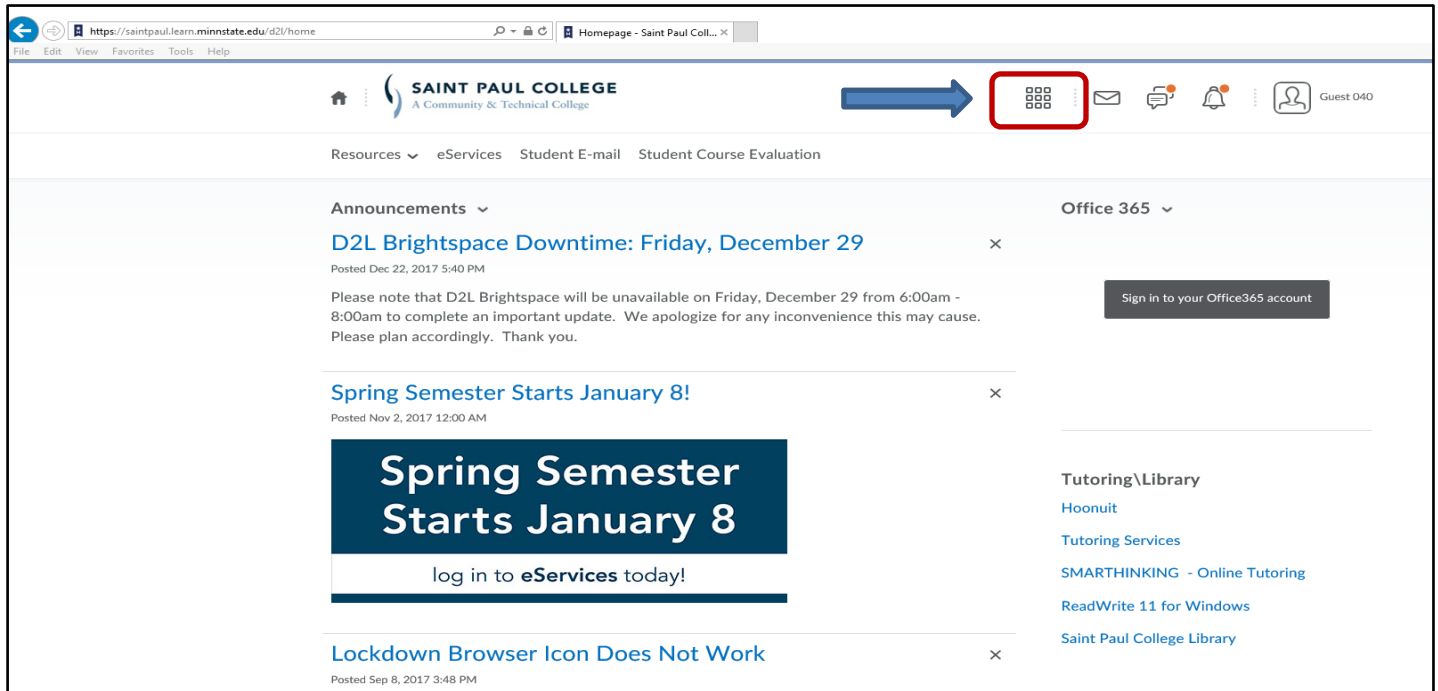 https://saintpaul.learn.minnstate.edu/d2l/home
Homepage - Saint Paul Coll...
File Edit View Favorites Tools Help
SAINT PAUL COLLEGE
A Community & Technical College
Guest 040
Resources eServices Student E-mail Student Course Evaluation
Announcements
D2L Brightspace Downtime: Friday, December 29
Posted Dec 22, 2017 5:40 PM
Please note that D2L Brightspace will be unavailable on Friday, December 29 from 6:00am -
8:00am to complete an important update. We apologize for any inconvenience this may cause.
Please plan accordingly. Thank you.
Spring Semester Starts January 8!
Posted Nov 2, 2017 12:00 AM
Spring Semester
Starts January 8
log in to eServices today!
Lockdown Browser Icon Does Not Work
Posted Sep 8, 2017 3:48 PM
Office 365
Sign in to your Office365 account
Tutoring\Library
Hoonuit
Tutoring Services
SMARTHINKING - Online Tutoring
ReadWrite 11 for Windows
Saint Paul College Library